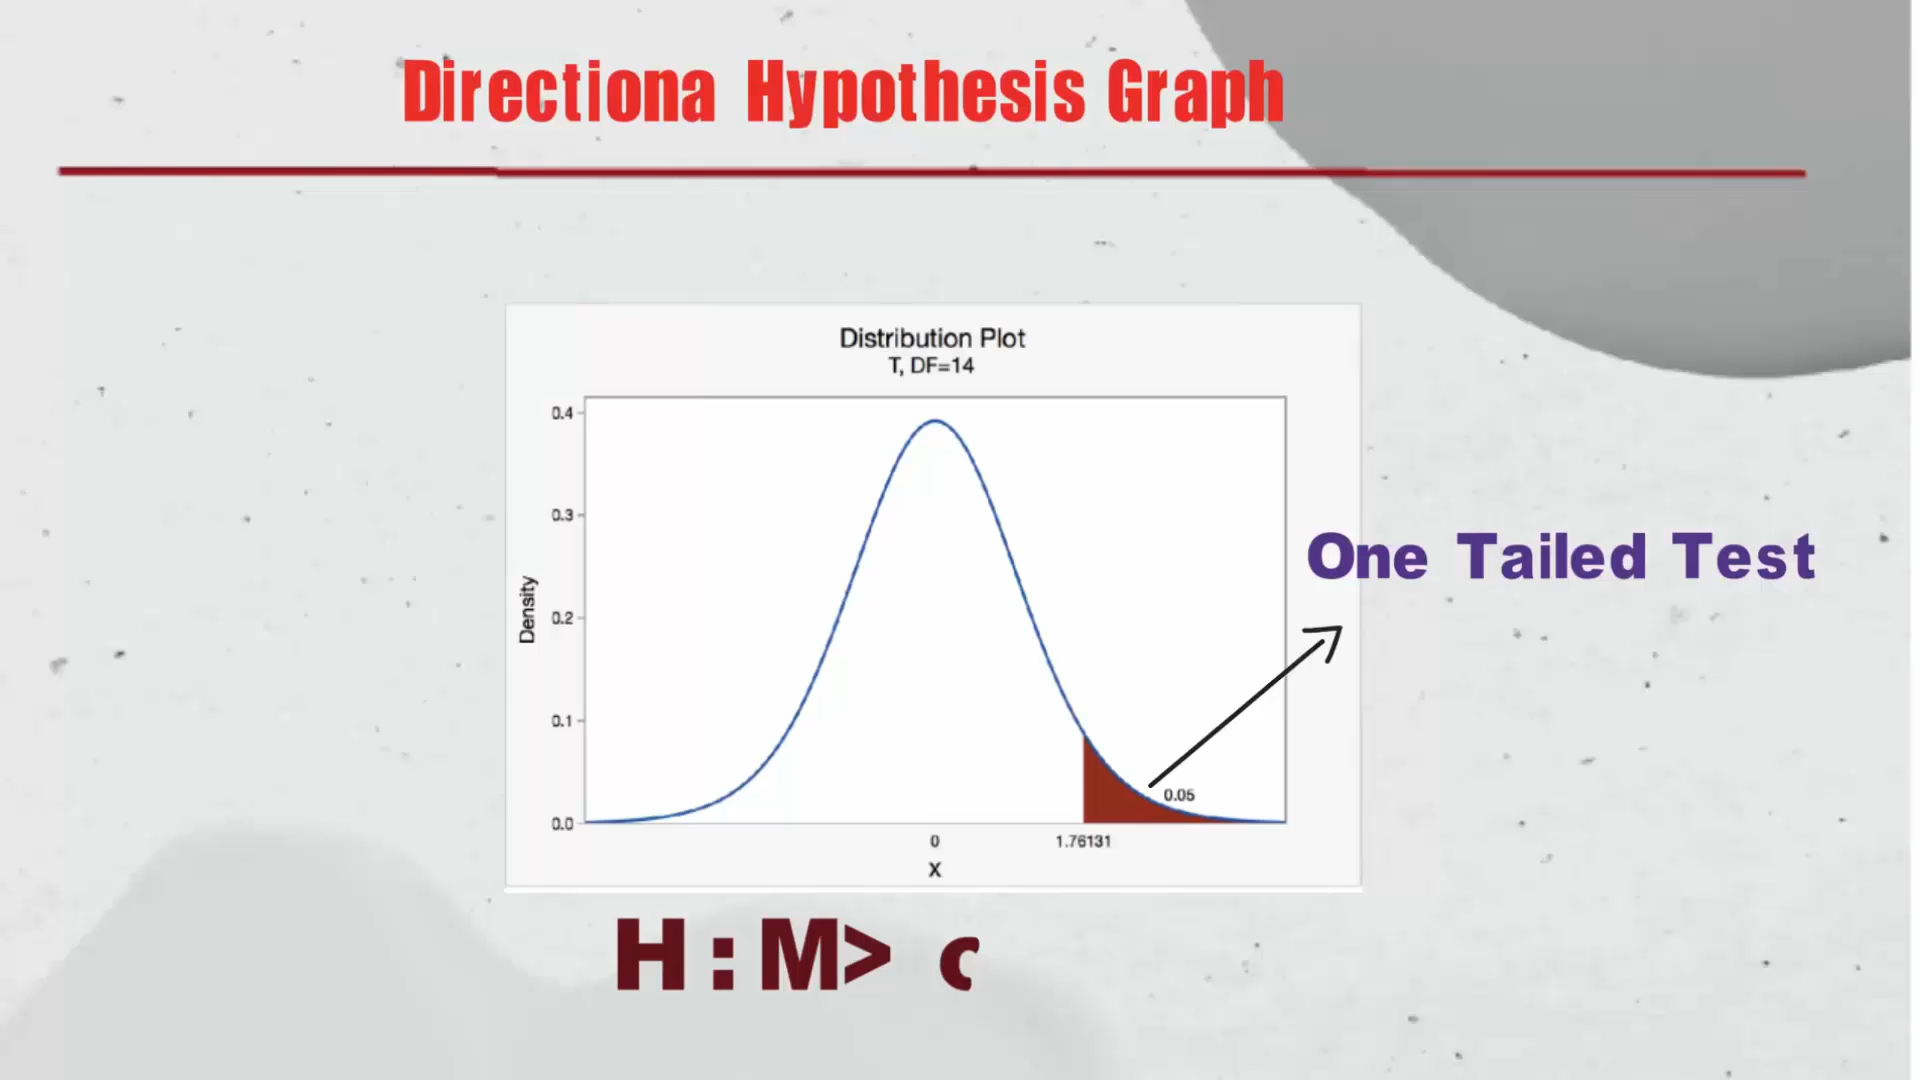 Directiona Hypothesis Graph
Distribution Plot
T, DF=14
0.4
0.3
0.2
0.1
0.0
Density
0.05
0
1.76131
X
One Tailed Test
H : M> c